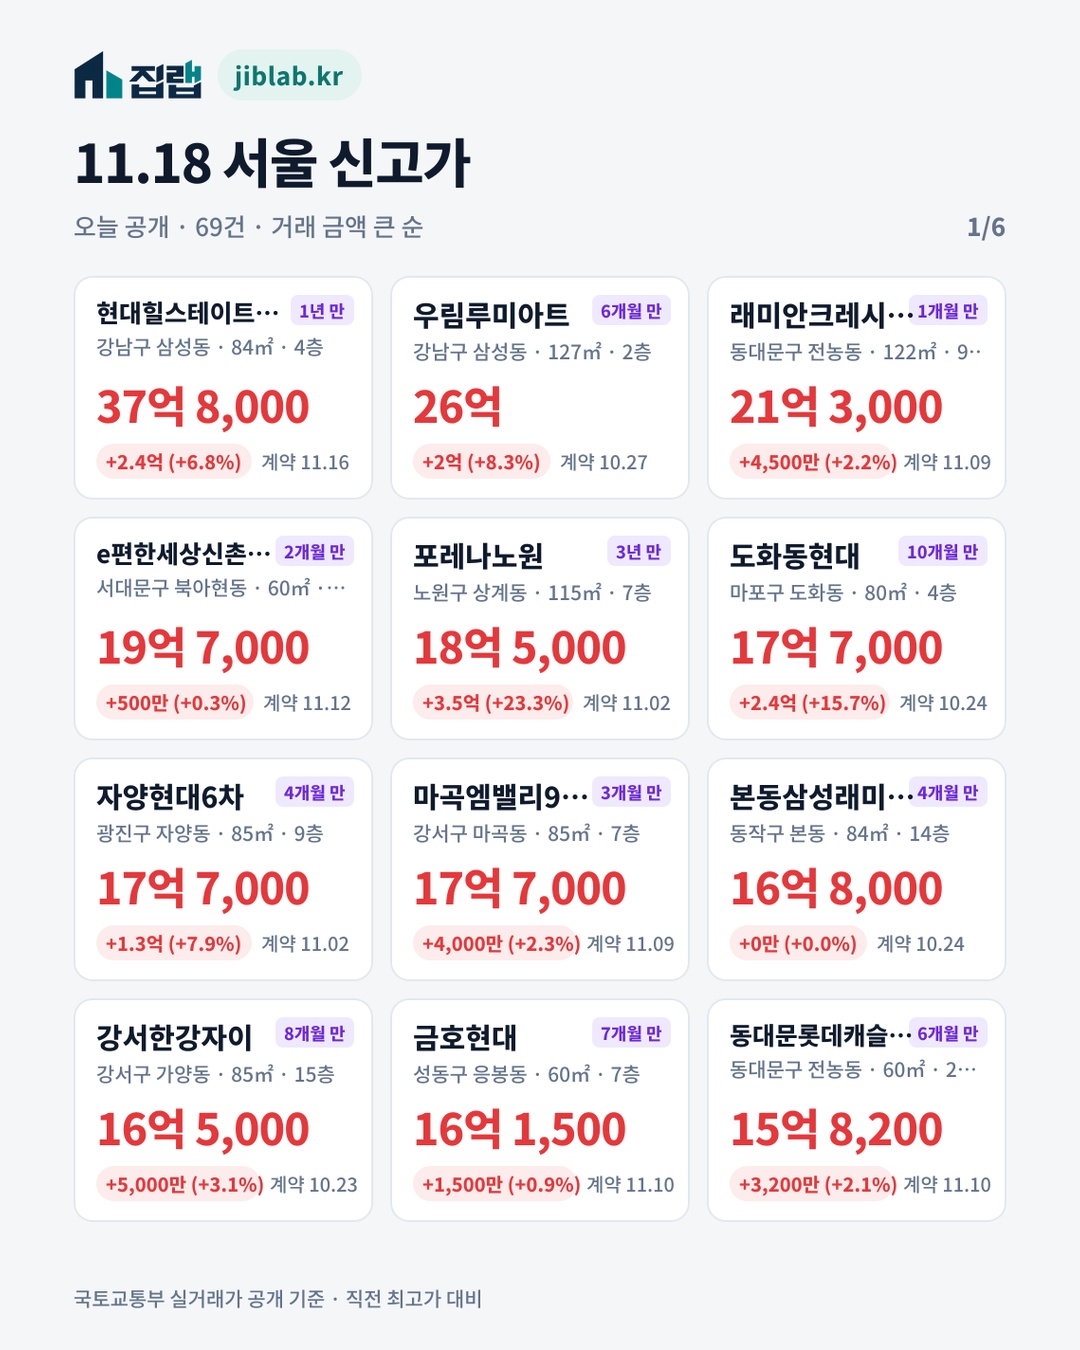 집랩 jiblab.kr
11.18 서울 신고가
오늘 공개 · 69건 · 거래 금액 큰 순 1/6
현대힐스테이트… 1년 만
강남구 삼성동 · 84㎡ · 4층
37억 8,000
+2.4억 (+6.8%) 계약 11.16
우림루미아트 6개월 만
강남구 삼성동 · 127㎡ · 2층
26억
+2억 (+8.3%) 계약 10.27
래미안크레시… 1개월 만
동대문구 전농동 · 122㎡ · 9…
21억 3,000
+4,500만 (+2.2%) 계약 11.09
e편한세상신촌… 2개월 만
서대문구 북아현동 · 60㎡ · …
19억 7,000
+500만 (+0.3%) 계약 11.12
포레나노원 3년 만
노원구 상계동 · 115㎡ · 7층
18억 5,000
+3.5억 (+23.3%) 계약 11.02
도화동현대 10개월 만
마포구 도화동 · 80㎡ · 4층
17억 7,000
+2.4억 (+15.7%) 계약 10.24
자양현대6차 4개월 만
광진구 자양동 · 85㎡ · 9층
17억 7,000
+1.3억 (+7.9%) 계약 11.02
마곡엠밸리9… 3개월 만
강서구 마곡동 · 85㎡ · 7층
17억 7,000
+4,000만 (+2.3%) 계약 11.09
본동삼성래미… 4개월 만
동작구 본동 · 84㎡ · 14층
16억 8,000
+0만 (+0.0%) 계약 10.24
강서한강자이 8개월 만
강서구 가양동 · 85㎡ · 15층
16억 5,000
+5,000만 (+3.1%) 계약 10.23
금호현대 7개월 만
성동구 응봉동 · 60㎡ · 7층
16억 1,500
+1,500만 (+0.9%) 계약 11.10
동대문롯데캐슬… 6개월 만
동대문구 전농동 · 60㎡ · 2…
15억 8,200
+3,200만 (+2.1%) 계약 11.10
국토교통부 실거래가 공개 기준 · 직전 최고가 대비